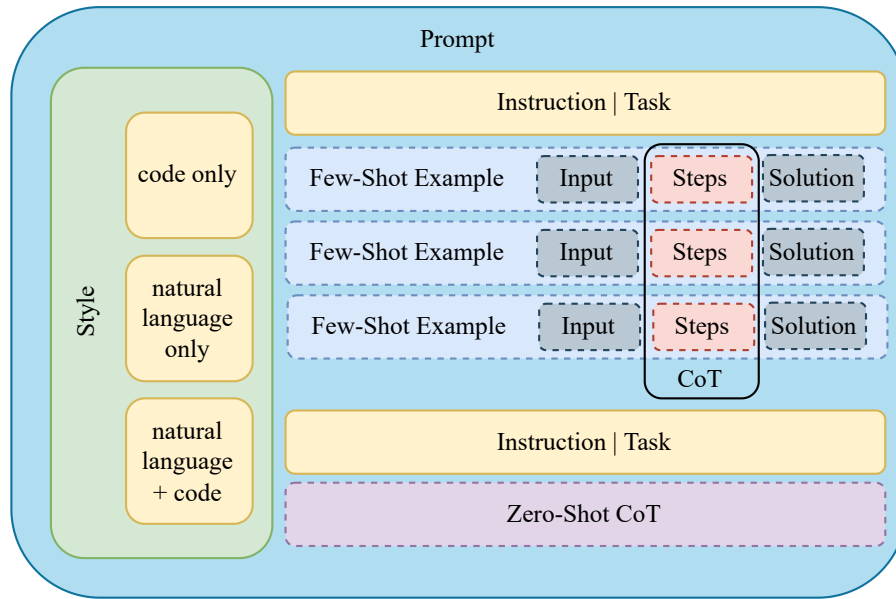 Prompt
Style
code only
natural
language
only
natural
language
+ code
Instruction | Task
Few-Shot Example Input Steps Solution
Few-Shot Example Input Steps Solution
Few-Shot Example Input Steps Solution
CoT
Instruction | Task
Zero-Shot CoT